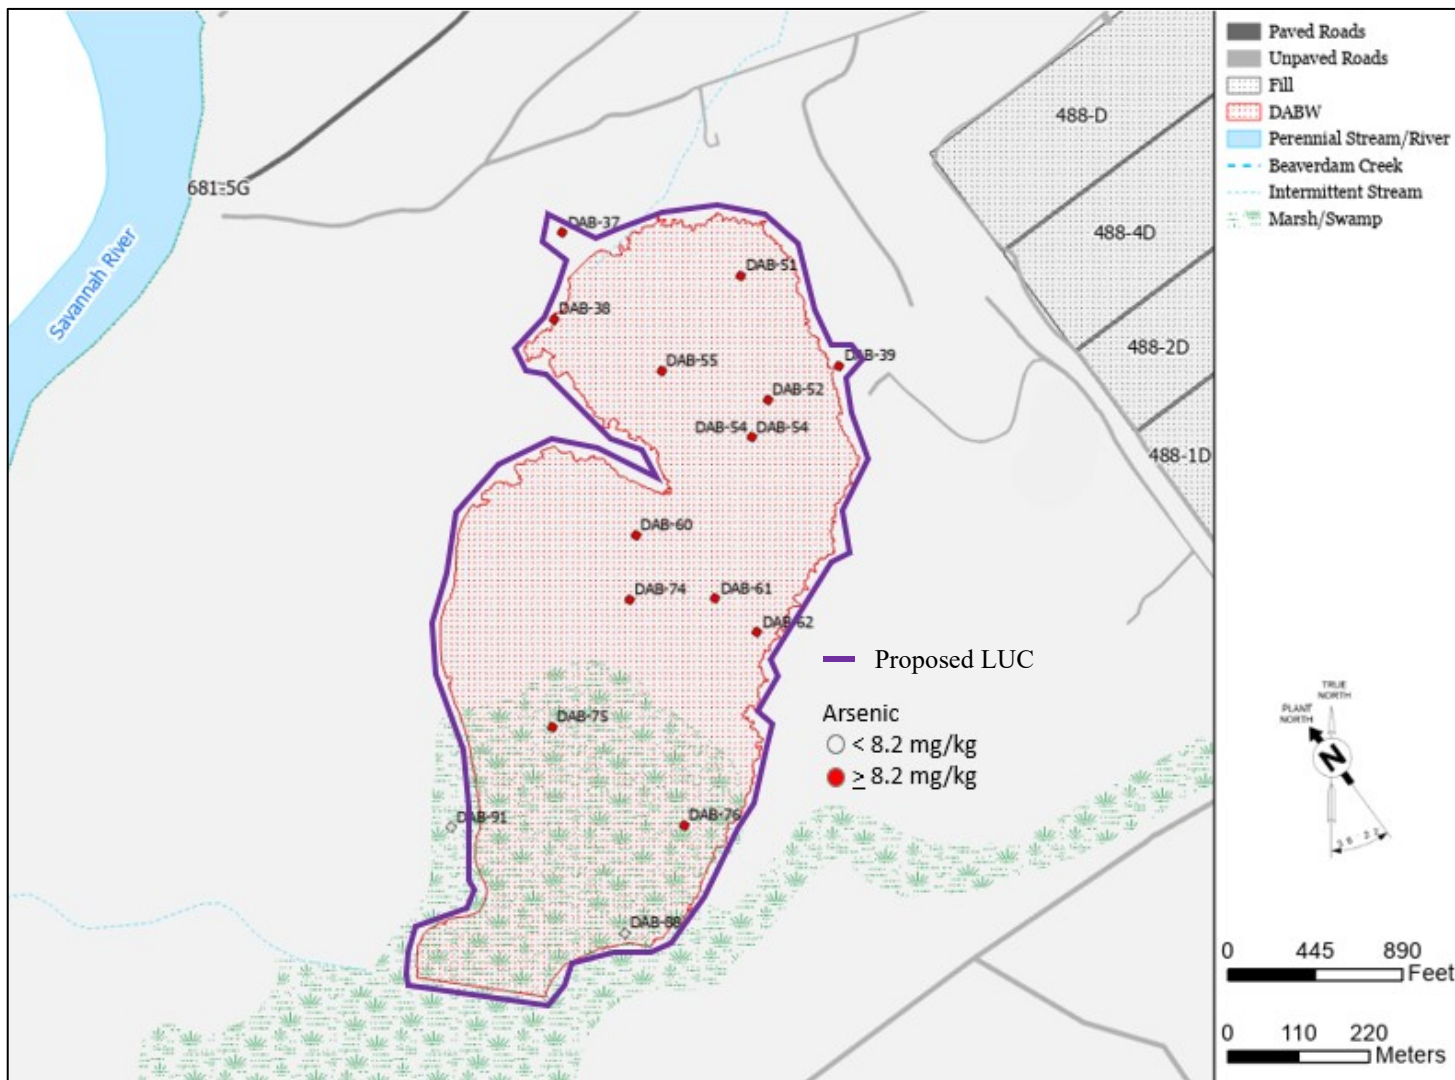 Paved Roads
Unpaved Roads
Fill
DABW
Perennial Stream/River
Beaverdam Creek
Intermittent Stream
Marsh/Swamp
488-D
488-4D
488-2D
488-1D
681-5G
Savannah River
DAB-37
DAB-51
DAB-38
DAB-39
DAB-55
DAB-52
DAB-54 DAB-54
DAB-60
DAB-74
DAB-61
DAB-62
Proposed LUC
DAB-75
Arsenic
< 8.2 mg/kg
≥ 8.2 mg/kg
DAB-91
DAB-76
DAB-88
TRUE
NORTH
PLANT
NORTH
N
0 445 890
Feet
0 110 220
Meters